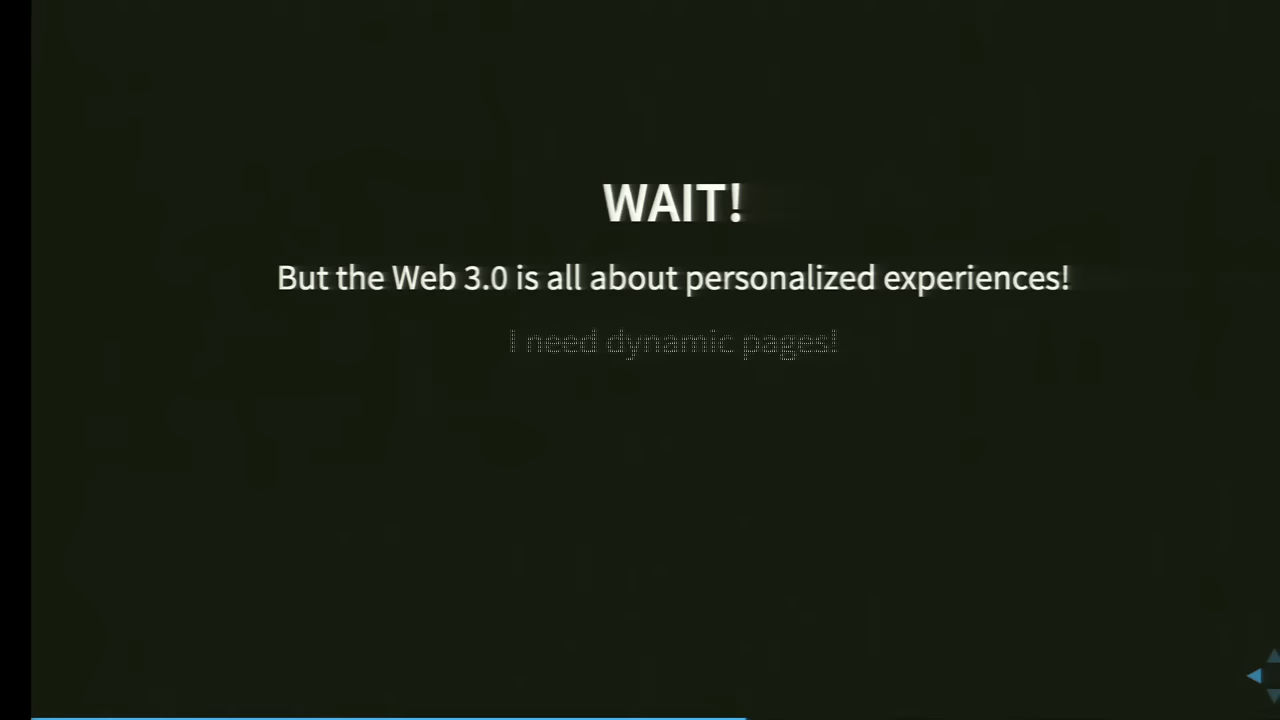 WAIT!
But the Web 3.0 is all about personalized experiences!
I need dynamic pages!